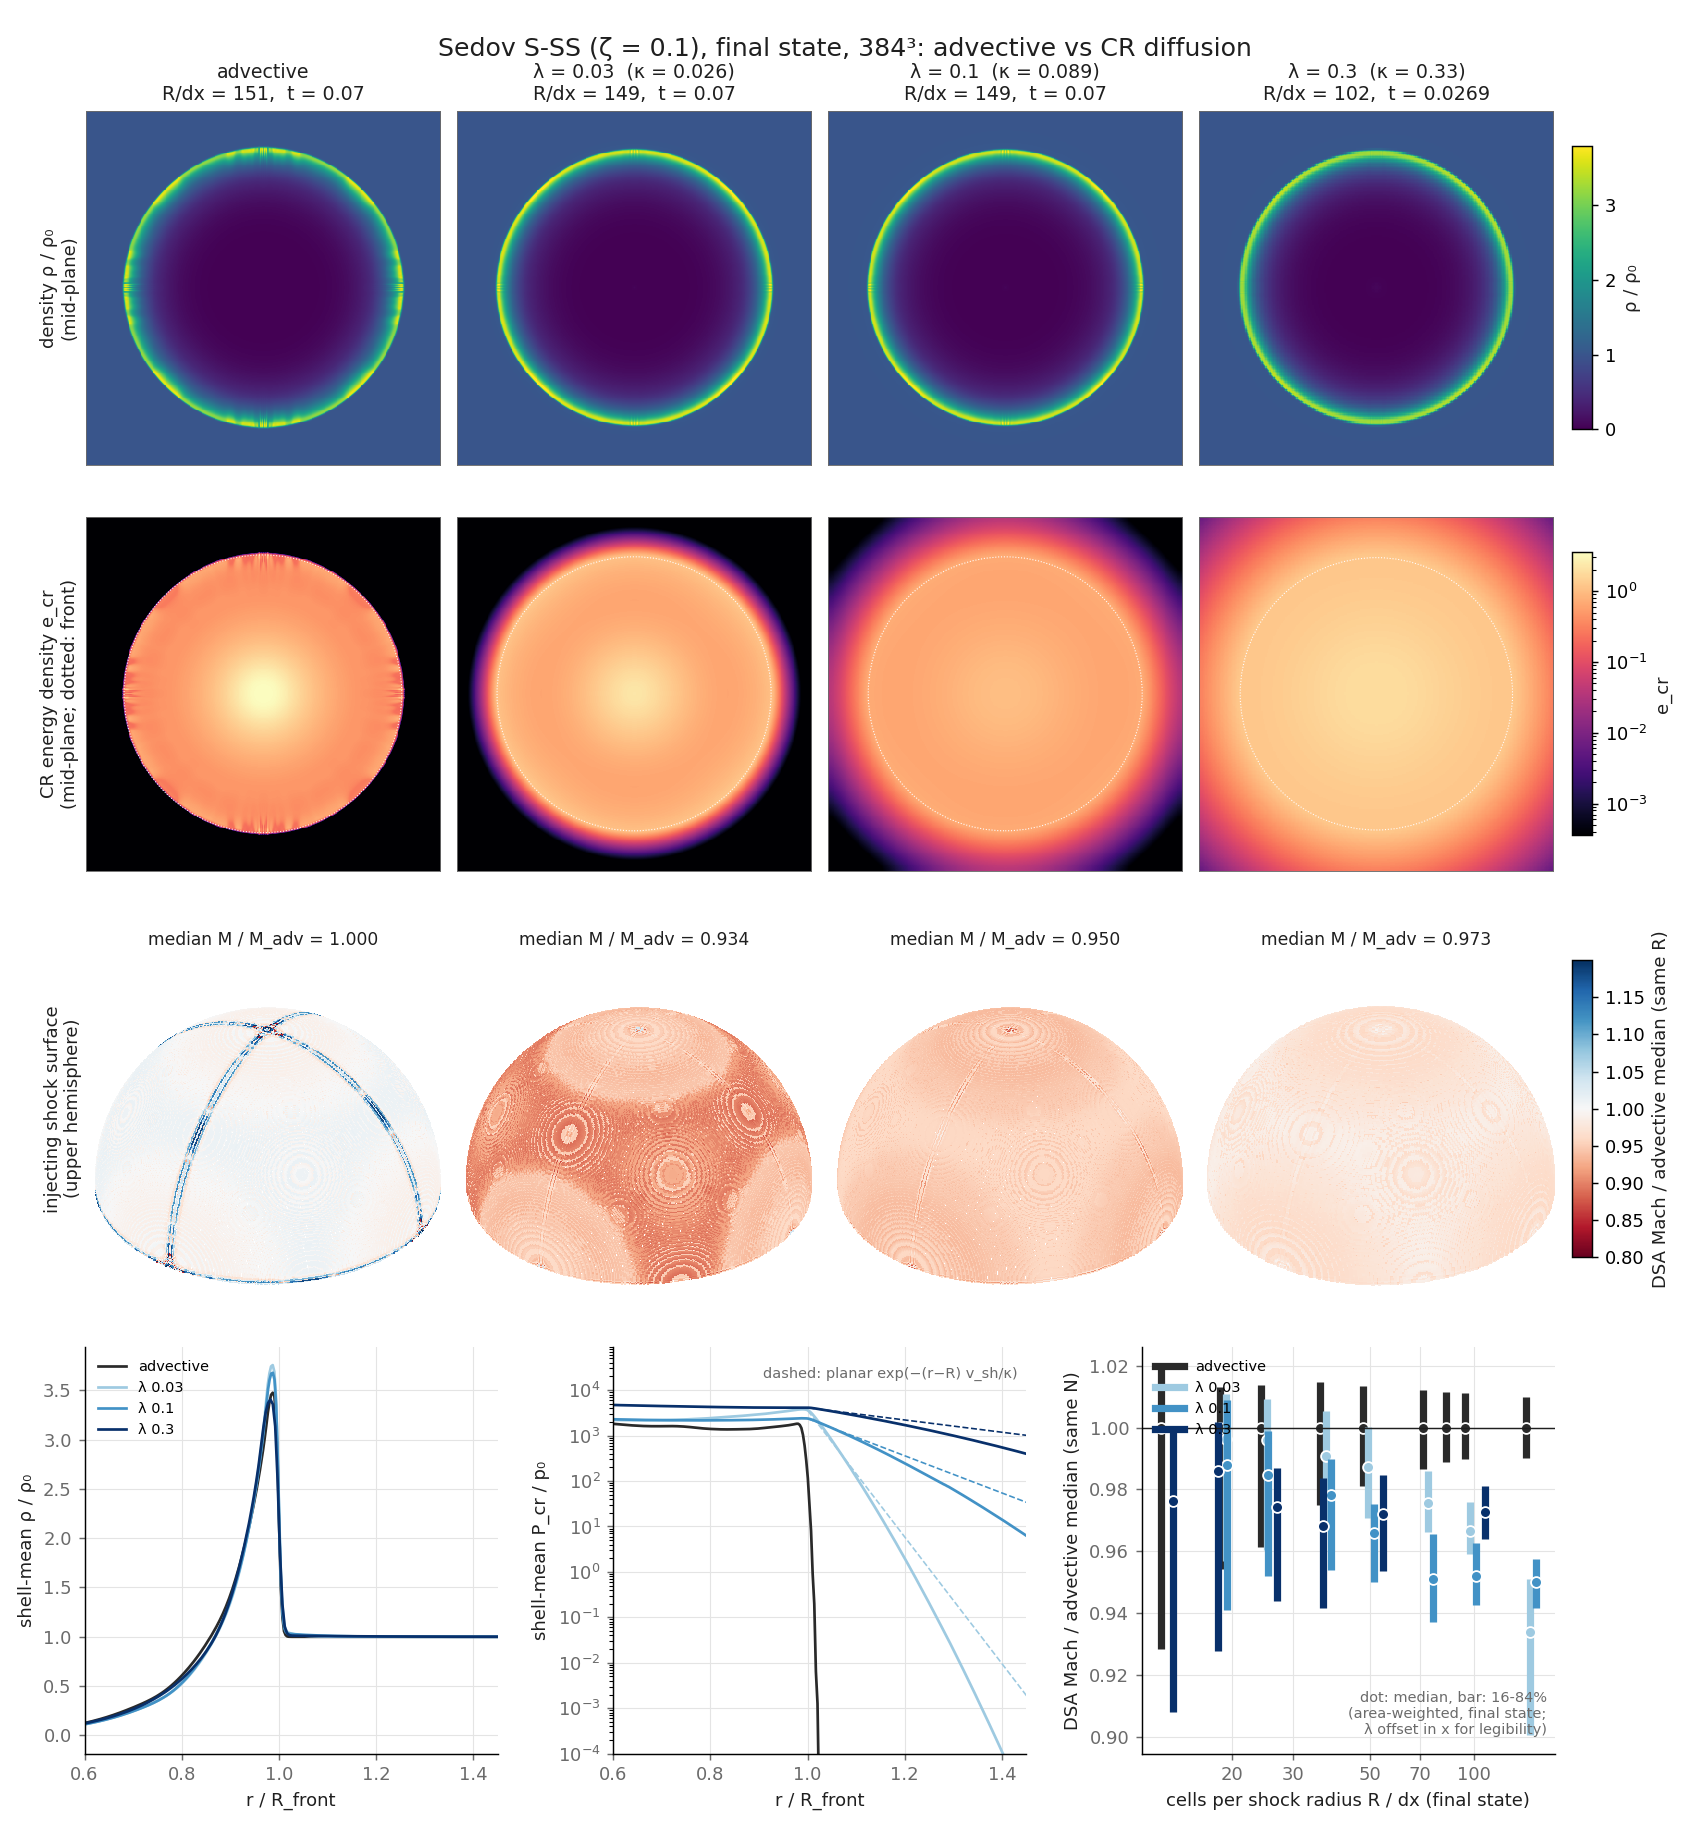 Sedov S-SS (ζ = 0.1), final state, 384³: advective vs CR diffusion
advective
R/dx = 151,  t = 0.07
λ = 0.03  (κ = 0.026)
R/dx = 149,  t = 0.07
λ = 0.1  (κ = 0.089)
R/dx = 149,  t = 0.07
λ = 0.3  (κ = 0.33)
R/dx = 102,  t = 0.0269
density ρ / ρ₀
(mid-plane)
3
2
1
0
ρ / ρ₀
CR energy density e_cr
(mid-plane; dotted: front)
10⁰
10⁻¹
10⁻²
10⁻³
e_cr
median M / M_adv = 1.000
median M / M_adv = 0.934
median M / M_adv = 0.950
median M / M_adv = 0.973
injecting shock surface
(upper hemisphere)
1.15
1.10
1.05
1.00
0.95
0.90
0.85
0.80
DSA Mach / advective median (same R)
shell-mean ρ / ρ₀
3.5
3.0
2.5
2.0
1.5
1.0
0.5
0.0
advective
λ 0.03
λ 0.1
λ 0.3
0.6
0.8
1.0
1.2
1.4
r / R_front
shell-mean P_cr / p₀
10⁴
10³
10²
10¹
10⁰
10⁻¹
10⁻²
10⁻³
10⁻⁴
dashed: planar exp(−(r−R) v_sh/κ)
0.6
0.8
1.0
1.2
1.4
r / R_front
DSA Mach / advective median (same N)
1.02
1.00
0.98
0.96
0.94
0.92
0.90
advective
λ 0.03
λ 0.1
λ 0.3
dot: median, bar: 16-84%
(area-weighted, final state;
λ offset in x for legibility)
20
30
50
70
100
cells per shock radius R / dx (final state)